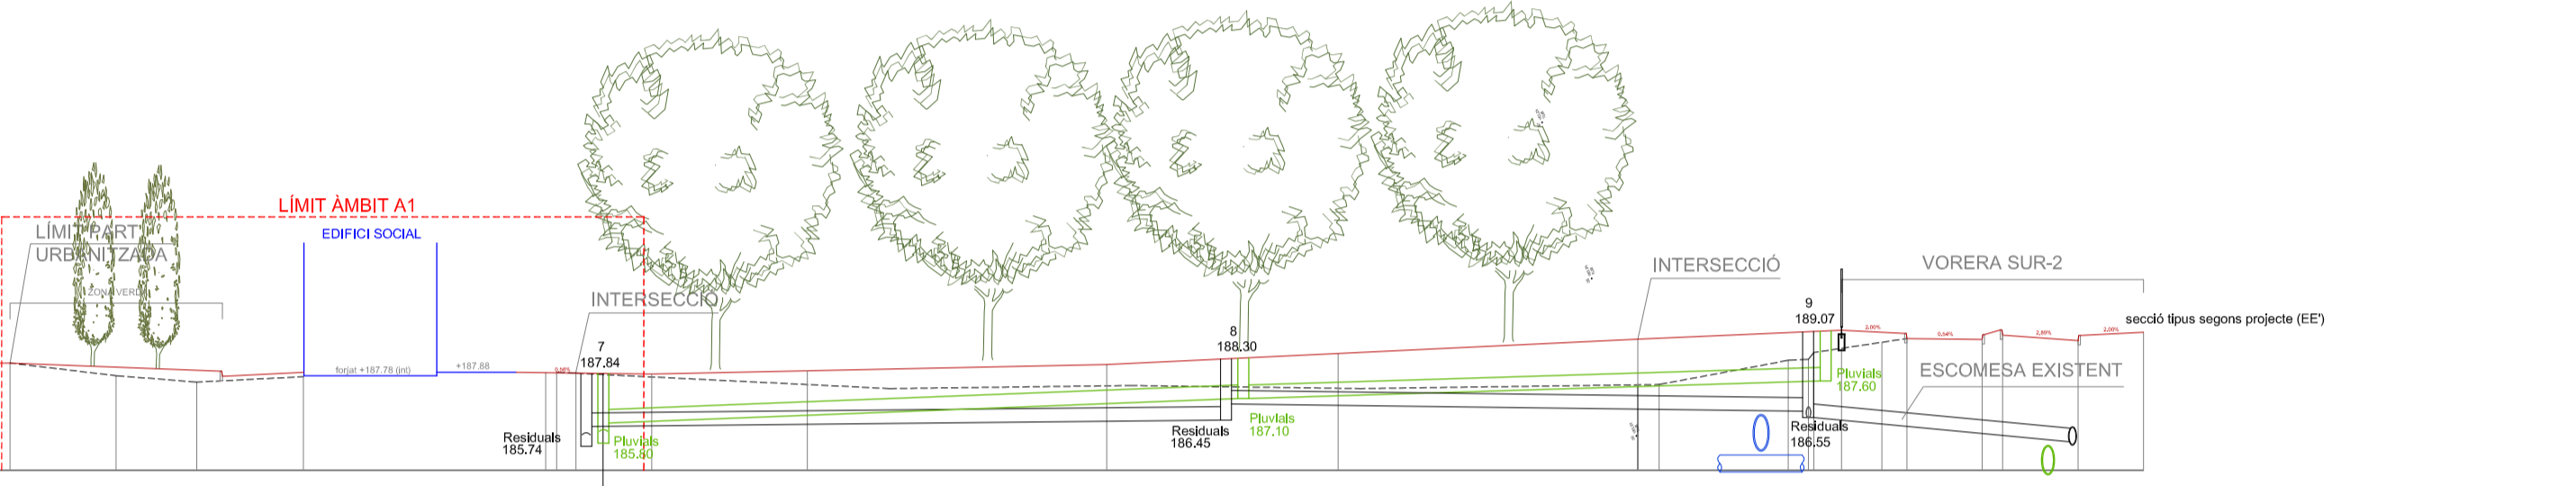 LÍMIT ÀMBIT A1
LÍMIT PART
URBANITZADA
EDIFICI SOCIAL
ZONA VERD
forjat +187.78 (int)
+187.88
INTERSECCIÓ
7
187.84
Residuals
185.74
Pluvials
185.80
8
188.30
Residuals
186.45
Pluvials
187.10
INTERSECCIÓ
9
189.07
Pluvials
187.60
Residuals
186.55
VORERA SUR-2
2,00%
2,00%
secció tipus segons projecte (EE')
ESCOMESA EXISTENT